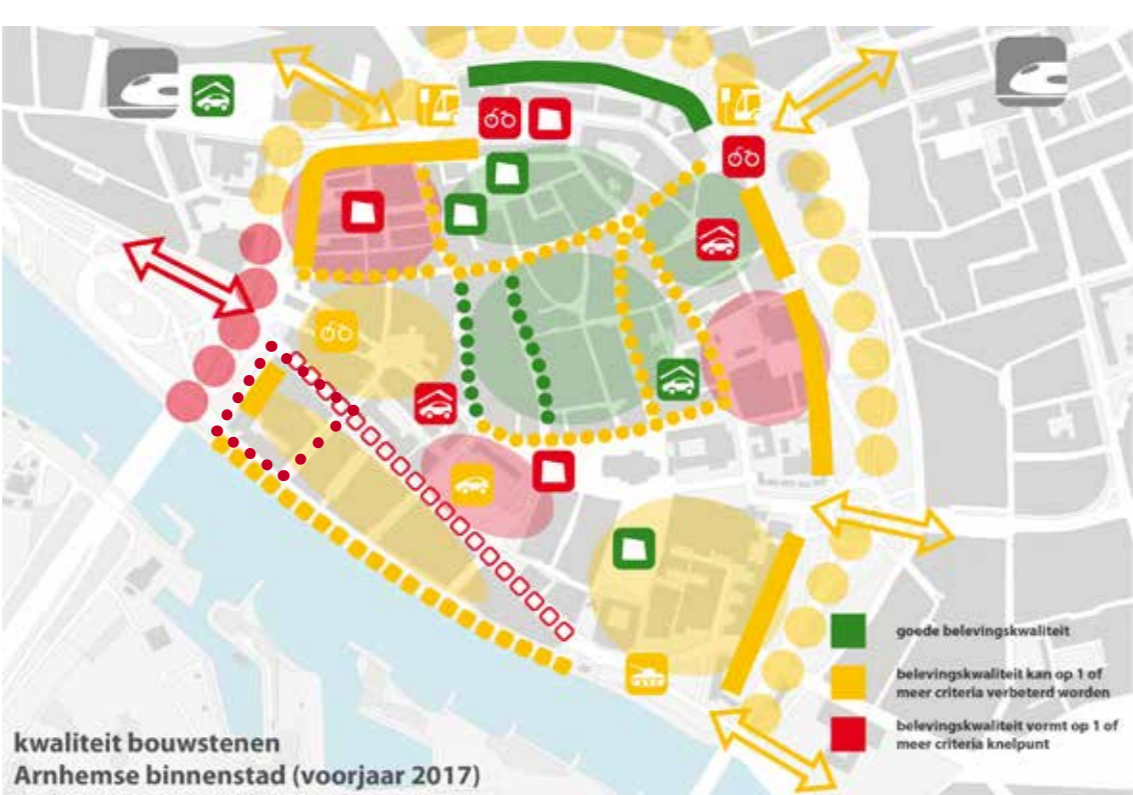 goede belevingskwaliteit
belevingskwaliteit kan op 1 of
meer criteria verbeterd worden
belevingskwaliteit vormt op 1 of
meer criteria knelpunt
kwaliteit bouwstenen
Arnhemse binnenstad (voorjaar 2017)